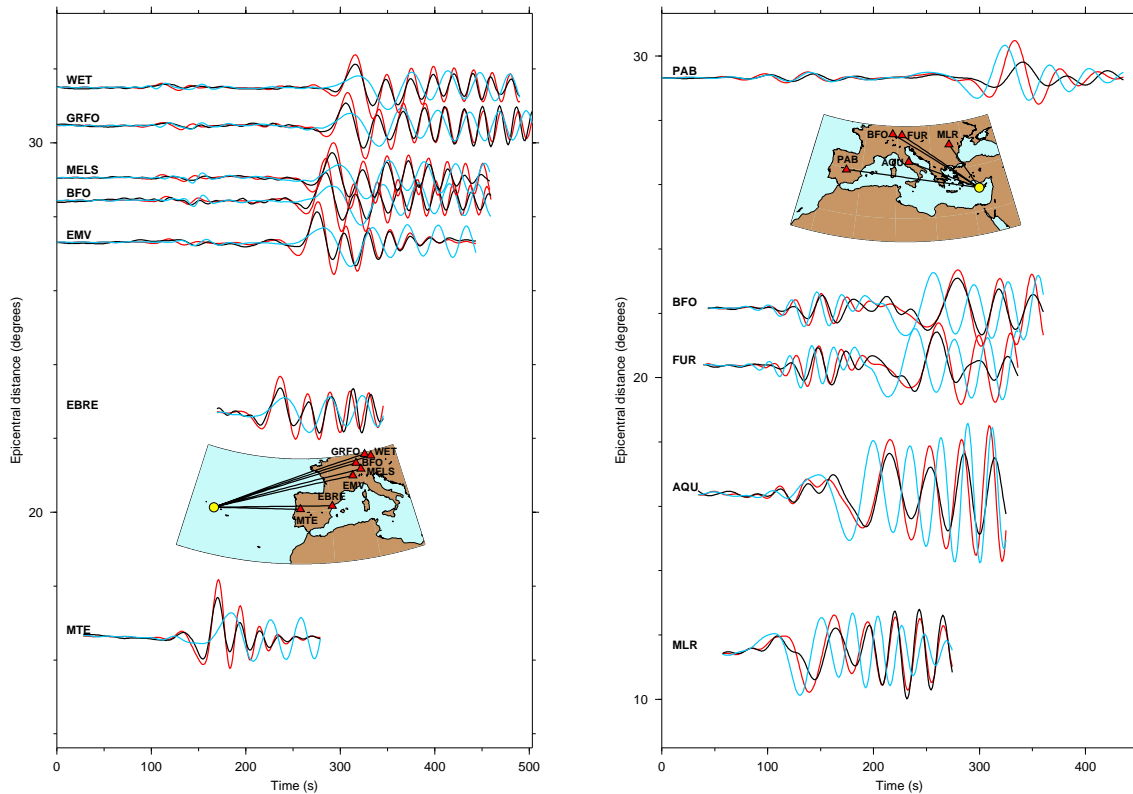 WET
GRFO
30
MELS
BFO
EMV
Epicentral distance (degrees)
EBRE
GRFO WET
BFO
MELS
EMV
EBRE
MTE
20
MTE
0 100 200 300 400 500
Time (s)
30
PAB
BFO FUR MLR
PAB AQU
BFO
Epicentral distance (degrees)
20
FUR
AQU
MLR
10
0 100 200 300 400
Time (s)